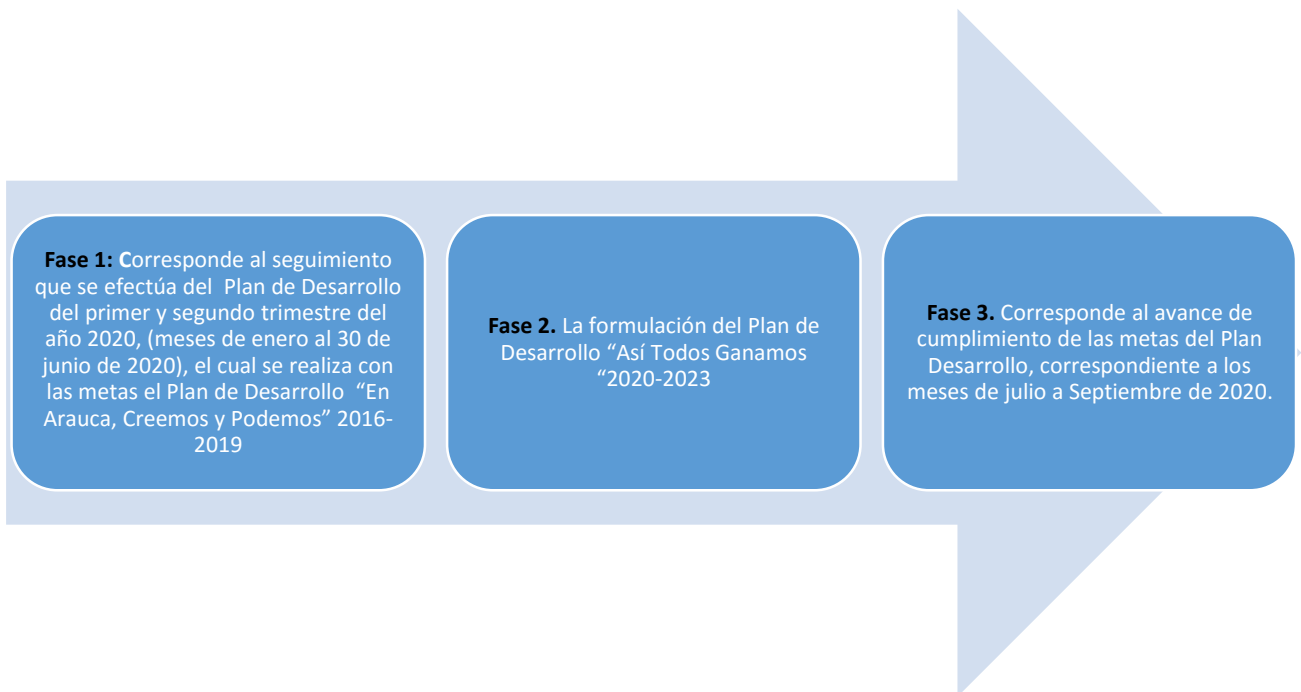 Fase 1: Corresponde al seguimiento
que se efectúa del  Plan de Desarrollo
del primer y segundo trimestre del
año 2020, (meses de enero al 30 de
junio de 2020), el cual se realiza con
las metas el Plan de Desarrollo  “En
Arauca, Creemos y Podemos” 2016-
2019
Fase 2. La formulación del Plan de
Desarrollo “Así Todos Ganamos
“2020-2023
Fase 3. Corresponde al avance de
cumplimiento de las metas del Plan
Desarrollo, correspondiente a los
meses de julio a Septiembre de 2020.